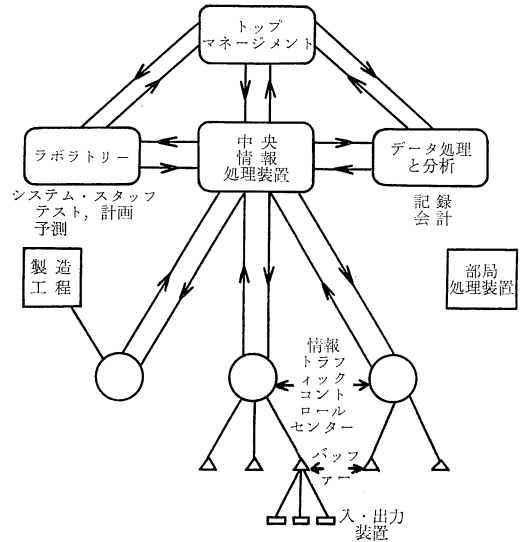 トップ
マネージメント
ラボラトリー
中央
情報
処理装置
データ処理
と分析
システム・スタッフ
テスト，計画
予測
記録
会計
製造
工程
部局
処理装置
情報
トラフ
ィック
コント
ロール
センター
バッフ
ァー
入・出力
装置